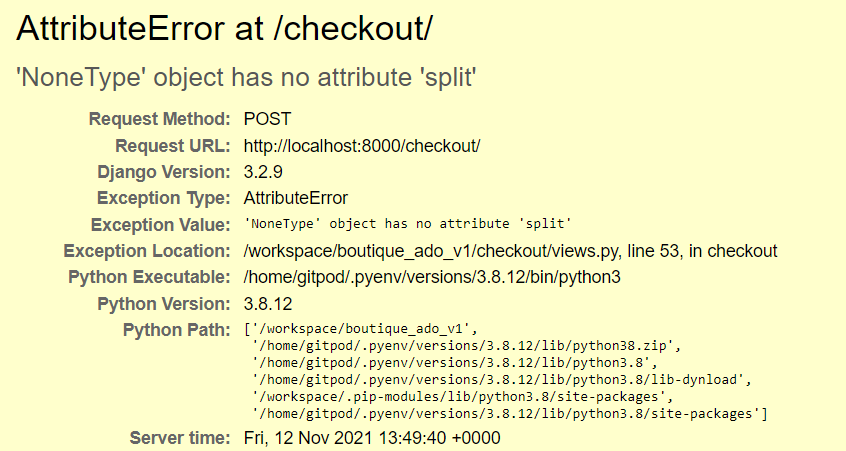 AttributeError at /checkout/
'NoneType' object has no attribute 'split'
Request Method: POST
Request URL: http://localhost:8000/checkout/
Django Version: 3.2.9
Exception Type: AttributeError
Exception Value: 'NoneType' object has no attribute 'split'
Exception Location: /workspace/boutique_ado_v1/checkout/views.py, line 53, in checkout
Python Executable: /home/gitpod/.pyenv/versions/3.8.12/bin/python3
Python Version: 3.8.12
Python Path: ['/workspace/boutique_ado_v1',
'/home/gitpod/.pyenv/versions/3.8.12/lib/python38.zip',
'/home/gitpod/.pyenv/versions/3.8.12/lib/python3.8',
'/home/gitpod/.pyenv/versions/3.8.12/lib/python3.8/lib-dynload',
'/workspace/.pip-modules/lib/python3.8/site-packages',
'/home/gitpod/.pyenv/versions/3.8.12/lib/python3.8/site-packages']
Server time: Fri, 12 Nov 2021 13:49:40 +0000